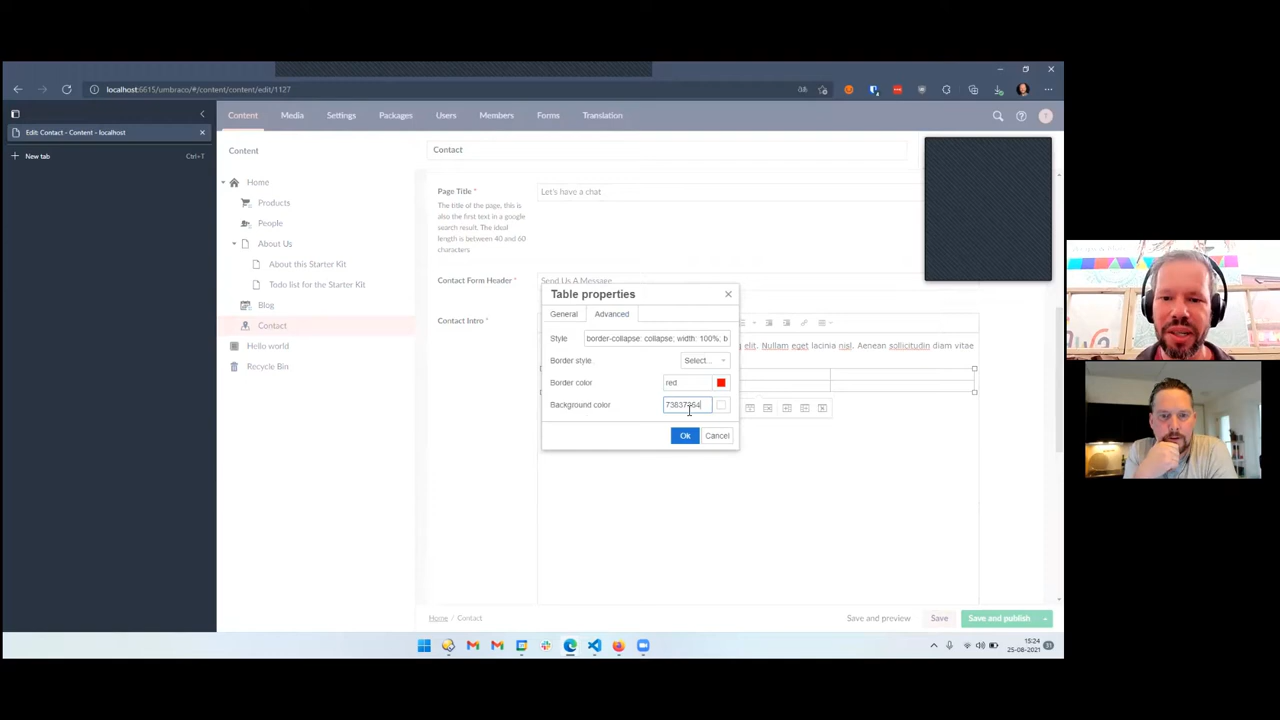 localhost:6615/umbraco/#/content/content/edit/1127
Edit: Contact - Content - localhost
New tab
Ctrl+T
Content
Media
Settings
Packages
Users
Members
Forms
Translation
T
Content
Home
Products
People
About Us
About this Starter Kit
Todo list for the Starter Kit
Blog
Contact
Hello world
Recycle Bin
Contact
Page Title *
The title of the page, this is
also the first text in a google
search result. The ideal
length is between 40 and 60
characters
Let's have a chat
Contact Form Header *
Send Us A Message
Contact Intro *
elit. Nullam eget lacinia nisl. Aenean sollicitudin diam vitae
Table properties
General
Advanced
Style
border-collapse: collapse; width: 100%; b
Border style
Select...
Border color
red
Background color
Ok
Cancel
Home / Contact
Save and preview
Save
Save and publish
15:24
25-08-2021
31